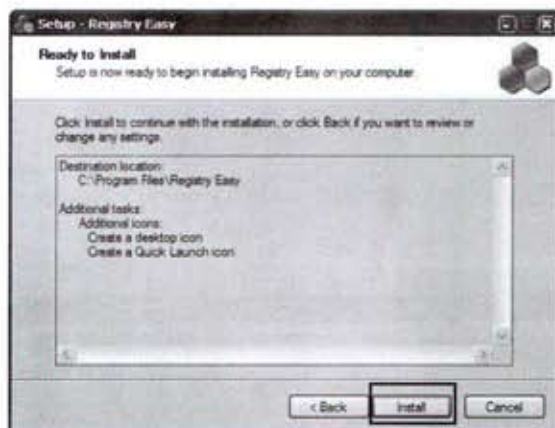 Setup - Registry Easy
Ready to Install
Setup is now ready to begin installing Registry Easy on your computer.
Click Install to continue with the installation, or click Back if you want to review or
change any settings.
Destination location:
C:\Program Files\Registry Easy
Additional tasks:
Additional icons:
Create a desktop icon
Create a Quick Launch icon
< Back
Install
Cancel